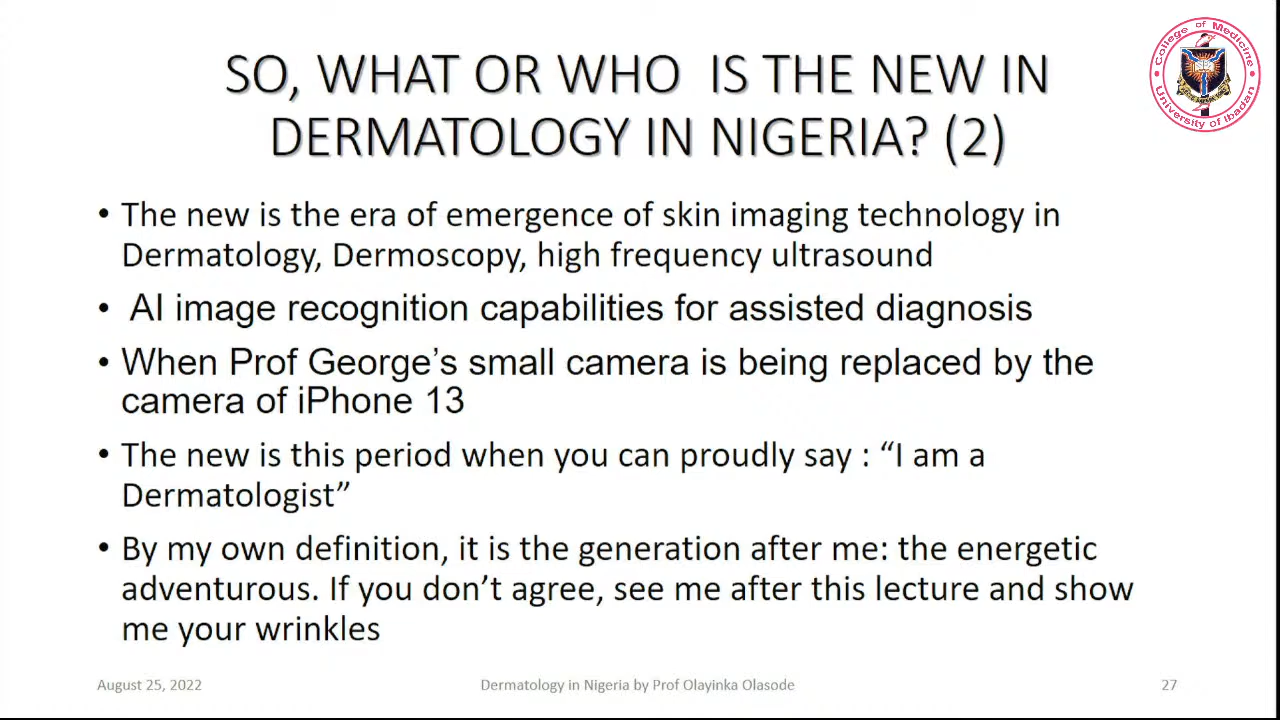 College of Medicine
University of Ibadan
SO, WHAT OR WHO IS THE NEW IN
DERMATOLOGY IN NIGERIA? (2)
• The new is the era of emergence of skin imaging technology in
Dermatology, Dermoscopy, high frequency ultrasound
• AI image recognition capabilities for assisted diagnosis
• When Prof George’s small camera is being replaced by the
camera of iPhone 13
• The new is this period when you can proudly say : “I am a
Dermatologist”
• By my own definition, it is the generation after me: the energetic
adventurous. If you don’t agree, see me after this lecture and show
me your wrinkles
August 25, 2022
Dermatology in Nigeria by Prof Olayinka Olasode
27